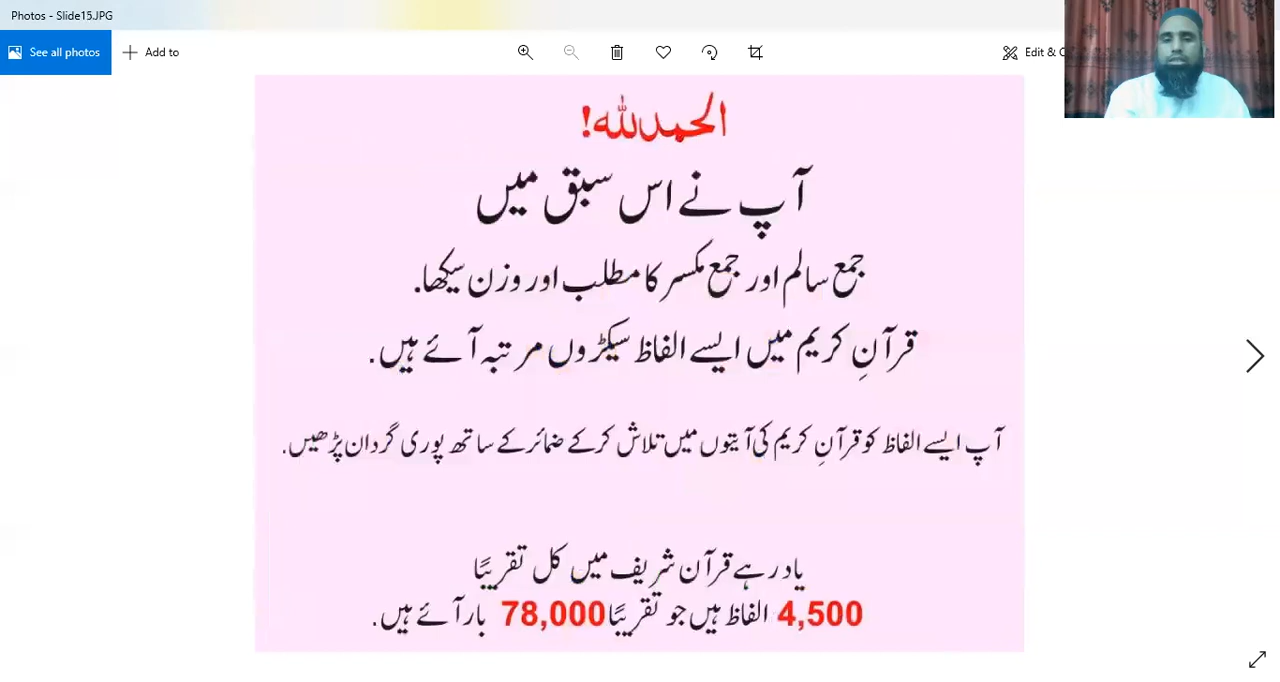 Photos - Slide15.JPG
See all photos
Add to
Edit & C
الحمدللہ!
آپ نے اس سبق میں
جمع سالم اور جمع مکسر کا مطلب اور وزن سیکھا.
قرآنِ کریم میں ایسے الفاظ سیکڑوں مرتبہ آئے ہیں.
آپ ایسے الفاظ کو قرآنِ کریم کی آیتوں میں تلاش کر کے ضمائر کے ساتھ پوری گردان پڑھیں.
یاد رہے قرآن شریف میں کل تقریبًا
4,500 الفاظ ہیں جو تقریبًا 78,000 بار آئے ہیں.